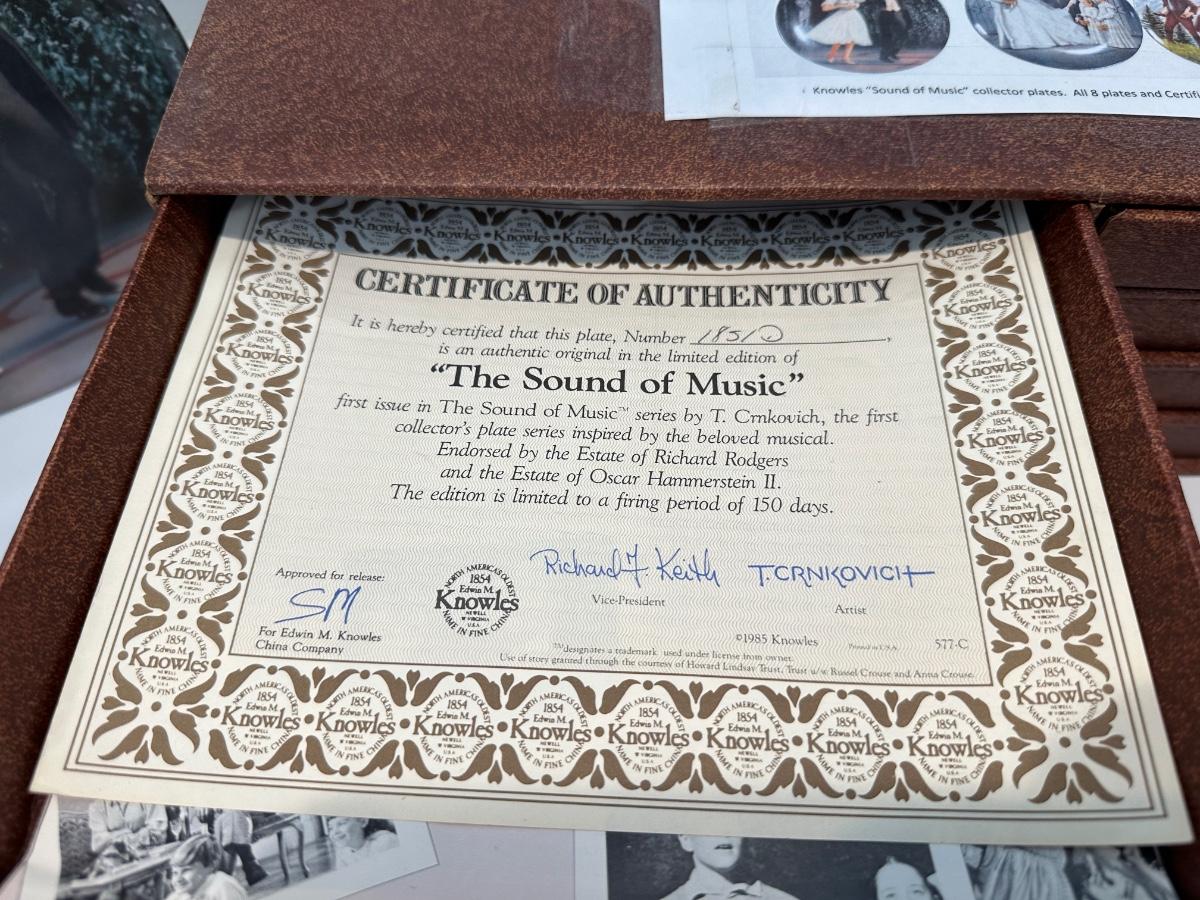 Knowles "Sound of Music" collector plates. All 8 plates and Certifi
CERTIFICATE OF AUTHENTICITY
It is hereby certified that this plate, Number 1851D,
is an authentic original in the limited edition of
“The Sound of Music”
first issue in The Sound of Music™ series by T. Crnkovich, the first
collector's plate series inspired by the beloved musical.
Endorsed by the Estate of Richard Rodgers
and the Estate of Oscar Hammerstein II.
The edition is limited to a firing period of 150 days.
Approved for release:
SM
For Edwin M. Knowles
China Company
NORTH AMERICA'S OLDEST
1854
Edwin M.
Knowles
NEWELL
W VIRGINIA
U.S.A.
NAME IN FINE CHINA
Richard F. Keith
Vice-President
T. CRNKOVICH
Artist
©1985 Knowles
Printed in U.S.A.
577-C
™designates a trademark used under license from owner.
Use of story granted through the courtesy of Howard Lindsay Trust, Trust u/w Russel Crouse and Anna Crouse.